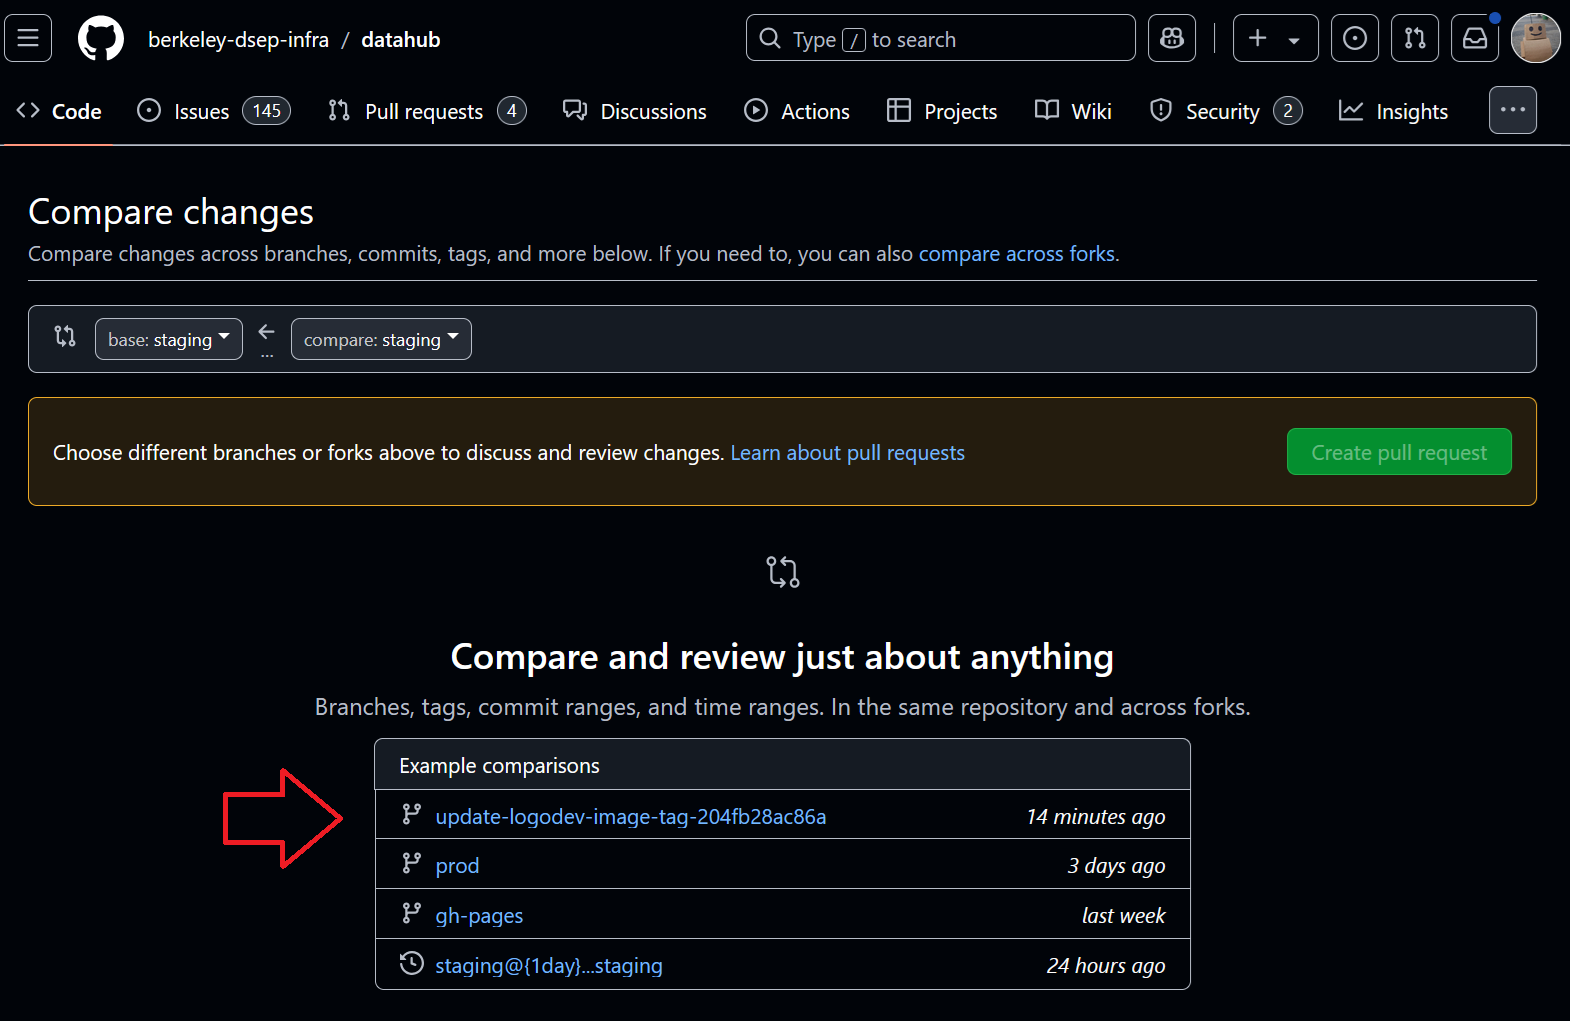 berkeley-dsep-infra / datahub
Type / to search
Code Issues 145 Pull requests 4 Discussions Actions Projects Wiki Security 2 Insights
Compare changes
Compare changes across branches, commits, tags, and more below. If you need to, you can also compare across forks.
base: staging ← ... compare: staging
Choose different branches or forks above to discuss and review changes. Learn about pull requests
Create pull request
Compare and review just about anything
Branches, tags, commit ranges, and time ranges. In the same repository and across forks.
Example comparisons
update-logodev-image-tag-204fb28ac86a 14 minutes ago
prod 3 days ago
gh-pages last week
staging@{1day}...staging 24 hours ago